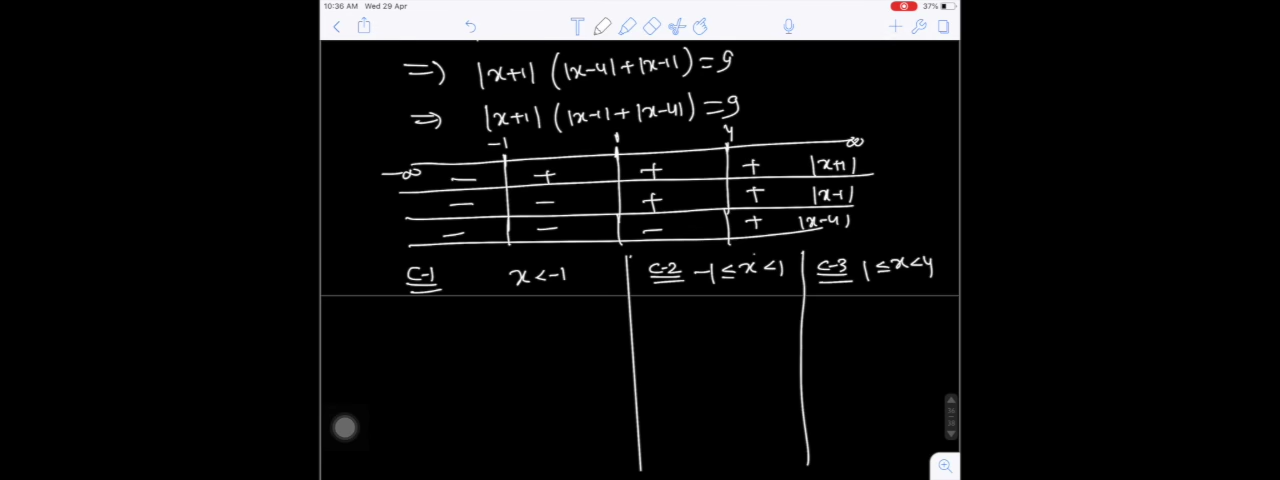 10:36 AM Wed 29 Apr 37%
=> |x+1| (|x-4|+|x-1|) = 9
=> |x+1| (|x-1|+|x-4|) = 9
-1 1 4
-∞ ∞
- + + + |x+1|
- - + + |x-1|
- - - + |x-4|
C-1 x < -1 C-2 -1 ≤ x < 1 C-3 1 ≤ x < 4